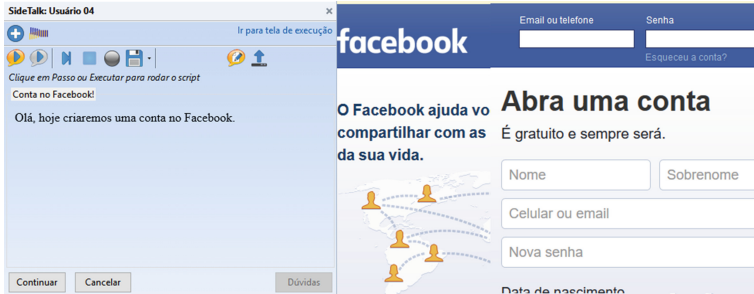 SideTalk: Usuário 04
Ir para tela de execução
Clique em Passo ou Executar para rodar o script
Conta no Facebook!
Olá, hoje criaremos uma conta no Facebook.
Continuar
Cancelar
Dúvidas
facebook
Email ou telefone
Senha
Esqueceu a conta?
O Facebook ajuda vo
compartilhar com as
da sua vida.
Abra uma conta
É gratuito e sempre será.
Nome
Sobrenome
Celular ou email
Nova senha
Data de nascimento